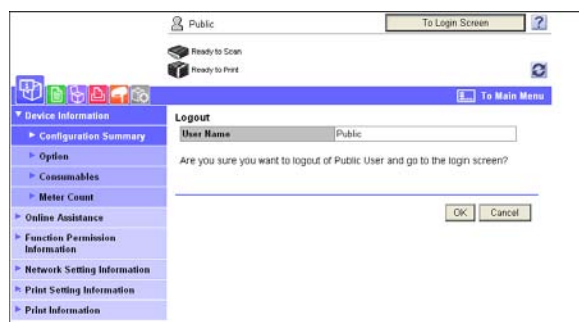 Public
To Login Screen
?
Ready to Scan
Ready to Print
To Main Menu
Device Information
Configuration Summary
Option
Consumables
Meter Count
Online Assistance
Function Permission
Information
Network Setting Information
Print Setting Information
Print Information
Logout
User Name Public
Are you sure you want to logout of Public User and go to the login screen?
OK Cancel